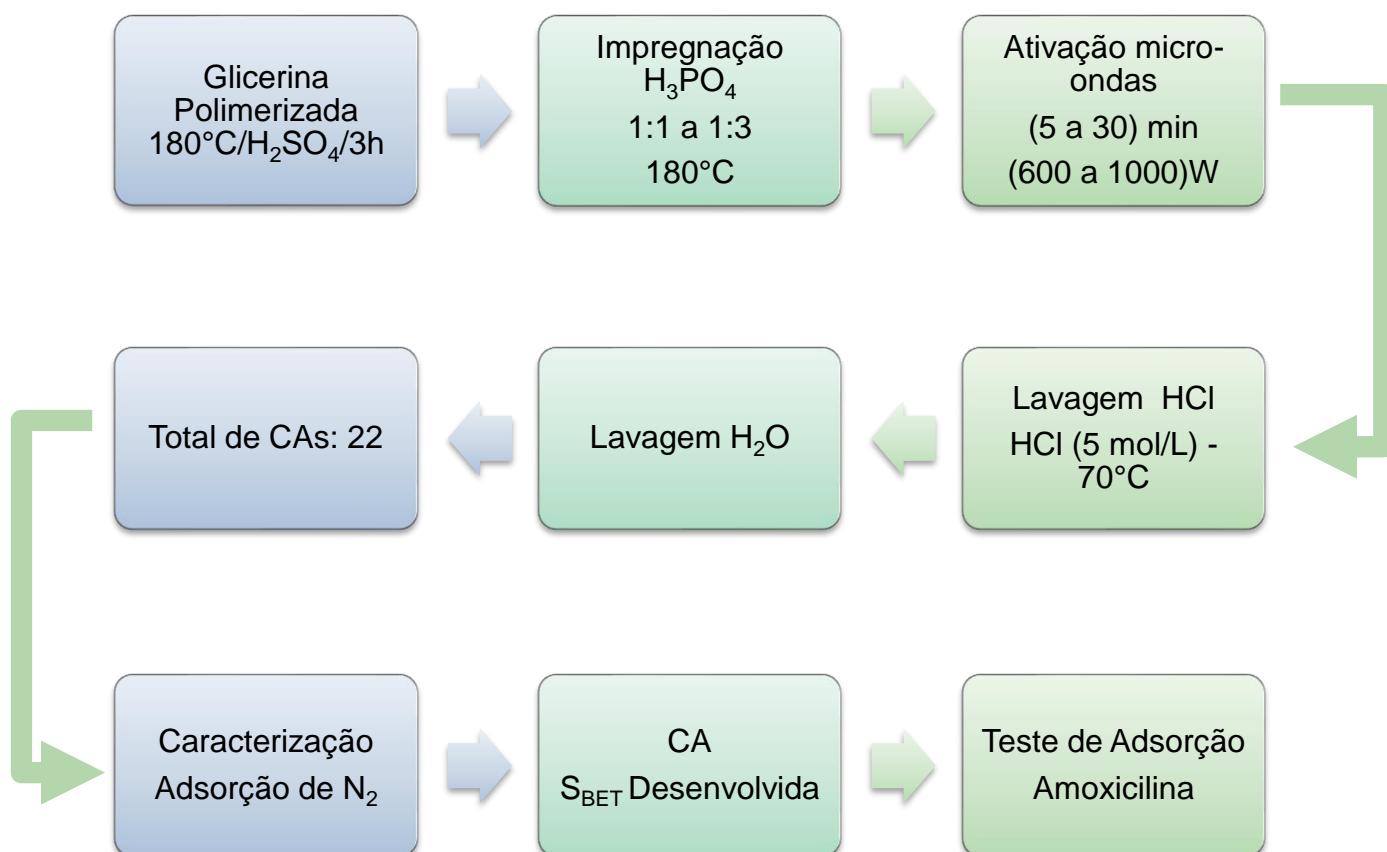 Glicerina
Polimerizada
180°C/H₂SO₄/3h
Impregnação
H₃PO₄
1:1 a 1:3
180°C
Ativação micro-
ondas
(5 a 30) min
(600 a 1000)W
Lavagem HCl
HCl (5 mol/L) -
70°C
Lavagem H₂O
Total de CAs: 22
Caracterização
Adsorção de N₂
CA
S_BET Desenvolvida
Teste de Adsorção
Amoxicilina